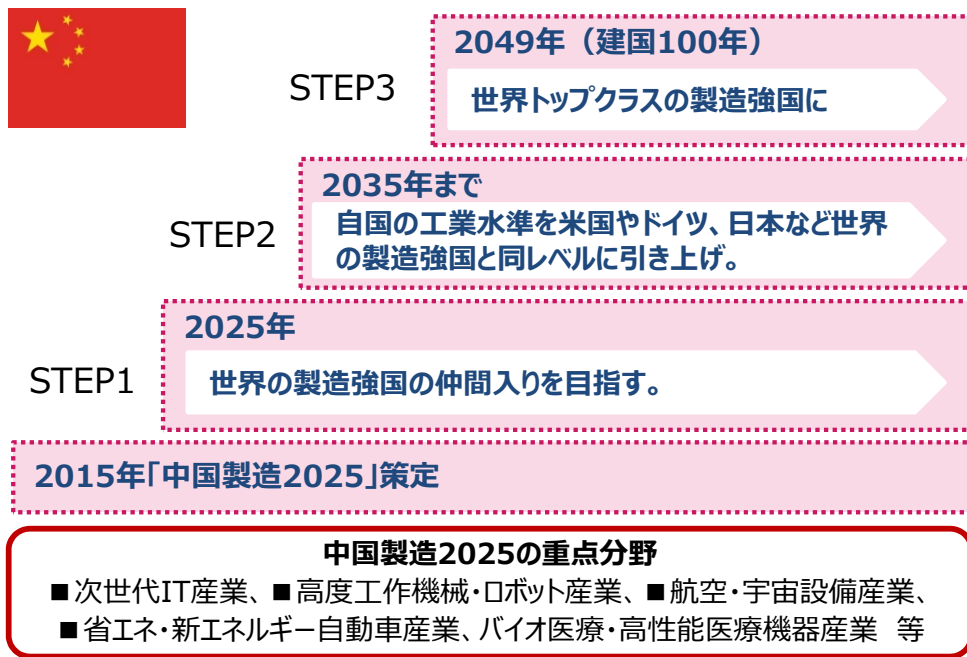 2049年（建国100年）
STEP3
世界トップクラスの製造強国に
2035年まで
STEP2
自国の工業水準を米国やドイツ、日本など世界
の製造強国と同レベルに引き上げ。
2025年
STEP1
世界の製造強国の仲間入りを目指す。
2015年「中国製造2025」策定
中国製造2025の重点分野
■次世代IT産業、■高度工作機械・ロボット産業、■航空・宇宙設備産業、
■省エネ・新エネルギー自動車産業、バイオ医療・高性能医療機器産業 等